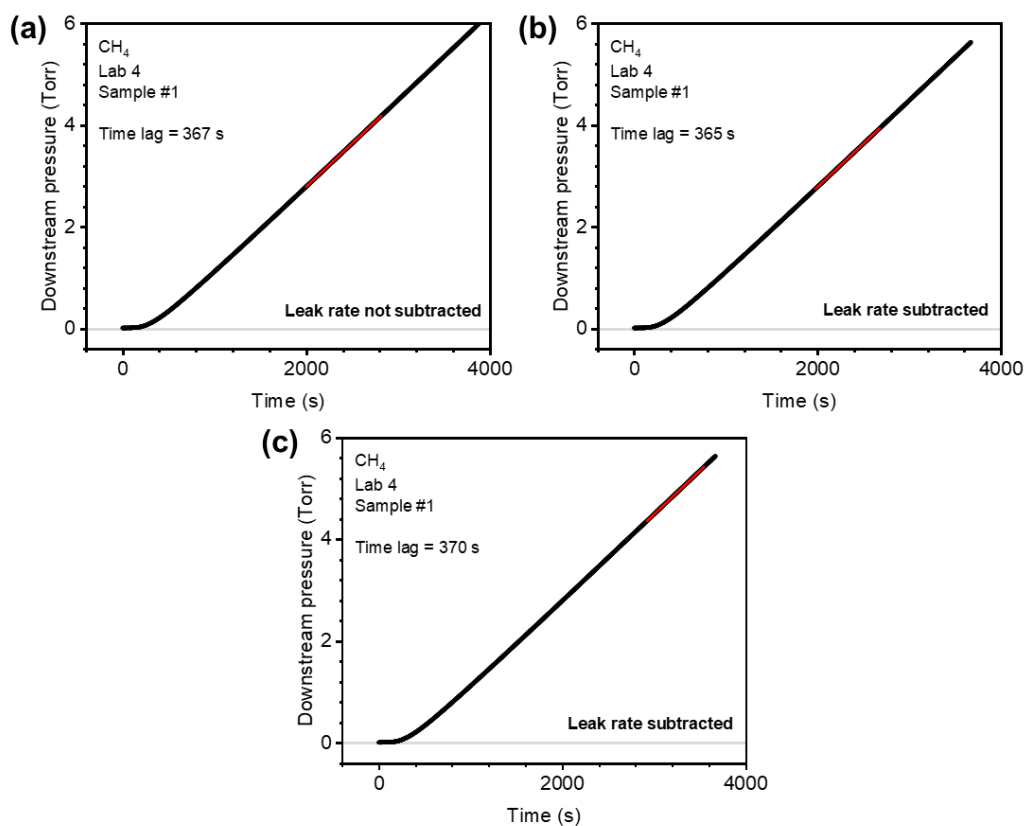 (a)
CH₄
Lab 4
Sample #1
Time lag = 367 s
Leak rate not subtracted
Downstream pressure (Torr)
6
4
2
0
0 2000 4000
Time (s)
(b)
CH₄
Lab 4
Sample #1
Time lag = 365 s
Leak rate subtracted
Downstream pressure (Torr)
6
4
2
0
0 2000 4000
Time (s)
(c)
CH₄
Lab 4
Sample #1
Time lag = 370 s
Leak rate subtracted
Downstream pressure (Torr)
6
4
2
0
0 2000 4000
Time (s)